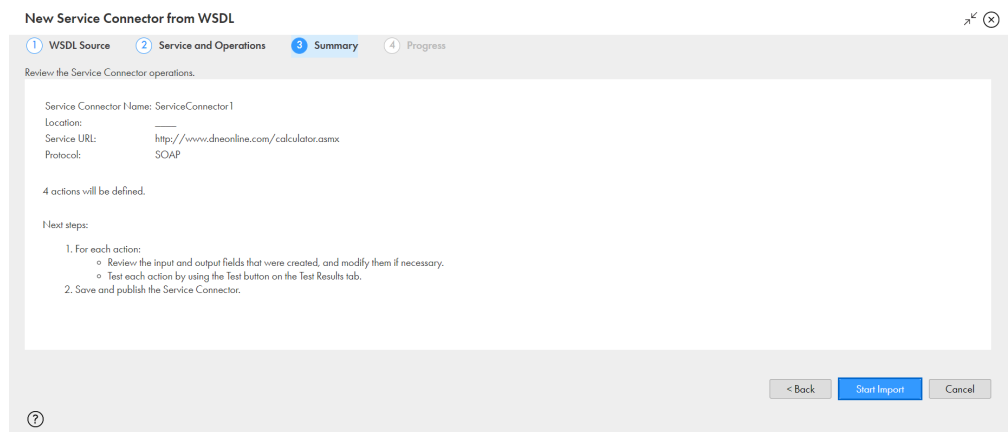 New Service Connector from WSDL
1 WSDL Source 2 Service and Operations 3 Summary 4 Progress
Review the Service Connector operations.
Service Connector Name: ServiceConnector1
Location: ____
Service URL: http://www.dneonline.com/calculator.asmx
Protocol: SOAP
4 actions will be defined.
Next steps:
1. For each action:
Review the input and output fields that were created, and modify them if necessary.
Test each action by using the Test button on the Test Results tab.
2. Save and publish the Service Connector.
< Back Start Import Cancel
?